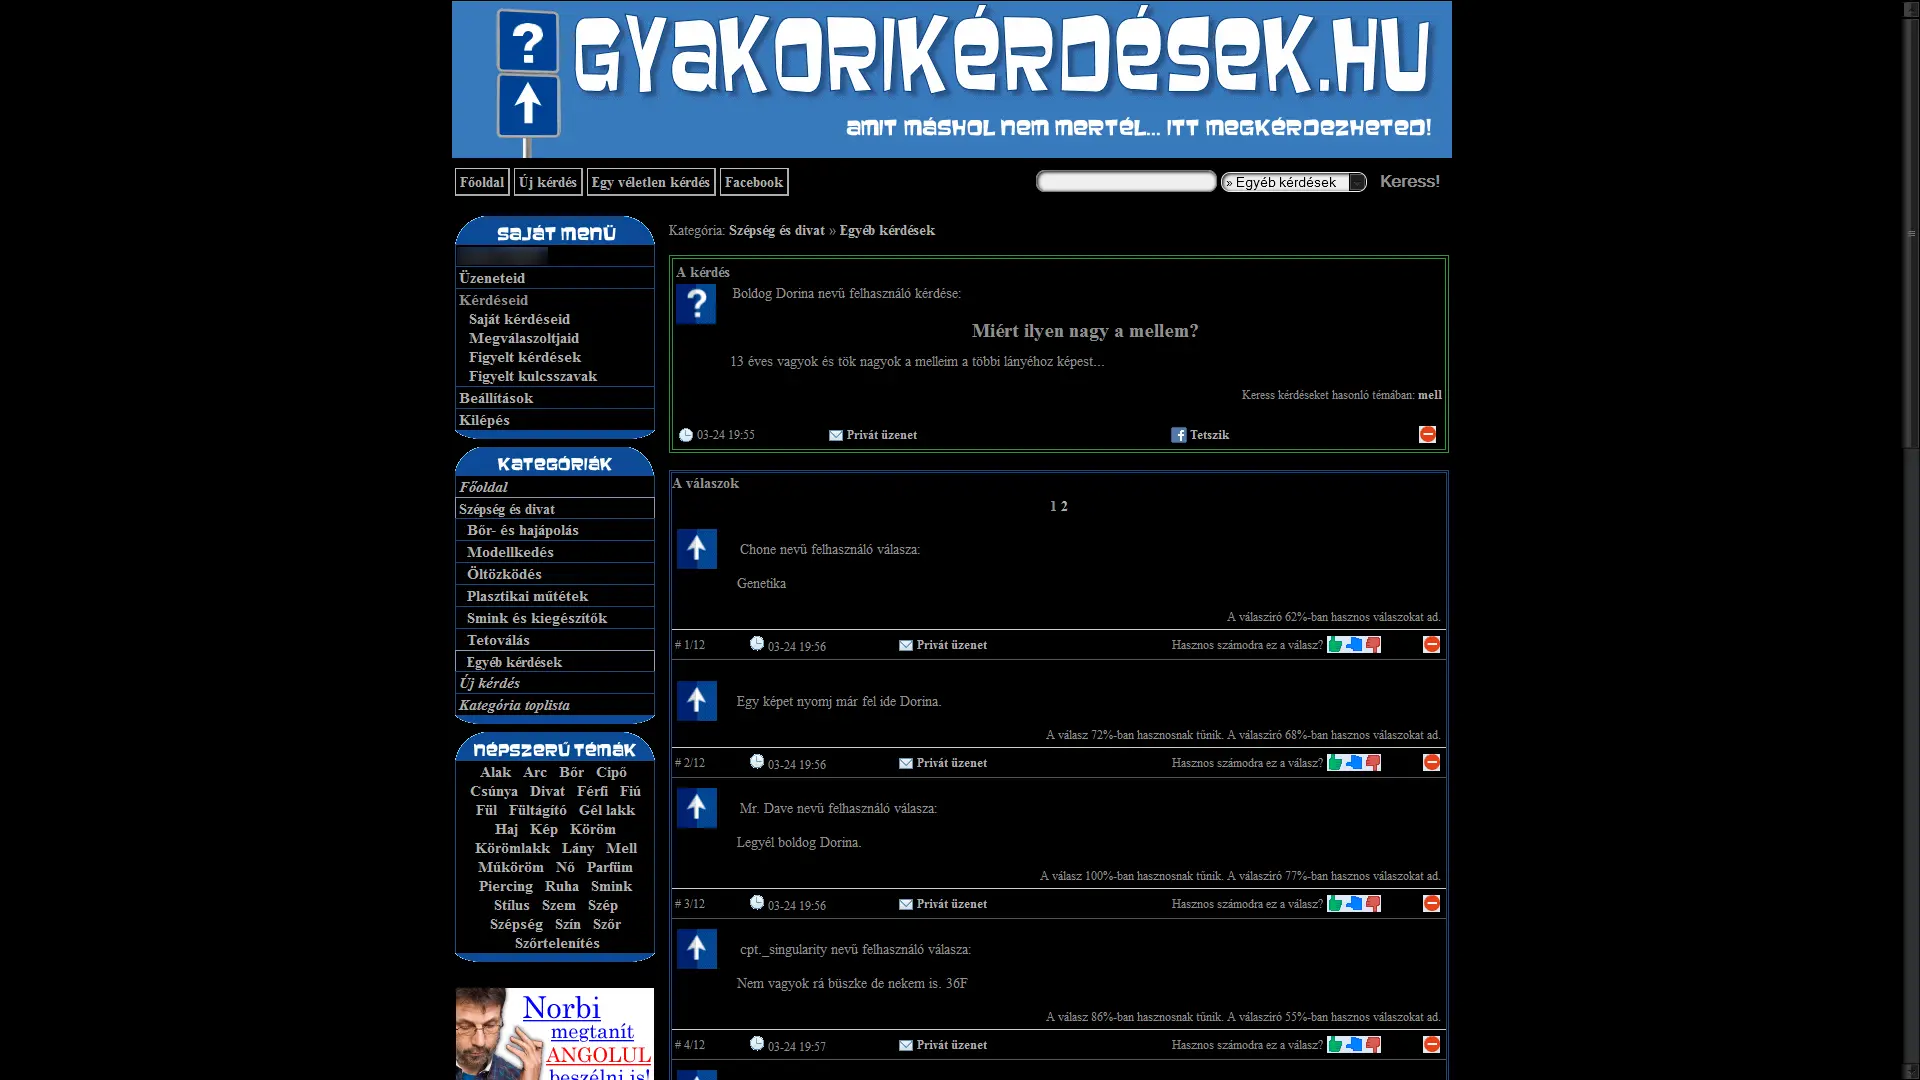 ?
GYAKORIKÉRDÉSEK.HU
AMIT MÁSHOL NEM MERTÉL... ITT MEGKÉRDEZHETED!
Főoldal Új kérdés Egy véletlen kérdés Facebook
» Egyéb kérdések Keress!
SAJÁT MENÜ
Üzeneteid
Kérdéseid
Saját kérdéseid
Megválaszoltjaid
Figyelt kérdések
Figyelt kulcsszavak
Beállítások
Kilépés
KATEGÓRIÁK
Főoldal
Szépség és divat
Bőr- és hajápolás
Modellkedés
Öltözködés
Plasztikai műtétek
Smink és kiegészítők
Tetoválás
Egyéb kérdések
Új kérdés
Kategória toplista
NÉPSZERŰ TÉMÁK
Alak Arc Bőr Cipő
Csúnya Divat Férfi Fiú
Fül Fültágító Gél lakk
Haj Kép Köröm
Körömlakk Lány Mell
Műköröm Nő Parfüm
Piercing Ruha Smink
Stílus Szem Szép
Szépség Szín Szőr
Szőrtelenítés
Norbi
megtanít
ANGOLUL
beszélni is!
Kategória: Szépség és divat » Egyéb kérdések
A kérdés
?
Boldog Dorina nevű felhasználó kérdése:
Miért ilyen nagy a mellem?
13 éves vagyok és tök nagyok a melleim a többi lányéhoz képest...
Keress kérdéseket hasonló témában: mell
03-24 19:55 Privát üzenet Tetszik
A válaszok
1 2
Chone nevű felhasználó válasza:
Genetika
A válaszíró 62%-ban hasznos válaszokat ad.
# 1/12 03-24 19:56 Privát üzenet Hasznos számodra ez a válasz?
Egy képet nyomj már fel ide Dorina.
A válasz 72%-ban hasznosnak tűnik. A válaszíró 68%-ban hasznos válaszokat ad.
# 2/12 03-24 19:56 Privát üzenet Hasznos számodra ez a válasz?
Mr. Dave nevű felhasználó válasza:
Legyél boldog Dorina.
A válasz 100%-ban hasznosnak tűnik. A válaszíró 77%-ban hasznos válaszokat ad.
# 3/12 03-24 19:56 Privát üzenet Hasznos számodra ez a válasz?
cpt._singularity nevű felhasználó válasza:
Nem vagyok rá büszke de nekem is. 36F
A válasz 86%-ban hasznosnak tűnik. A válaszíró 55%-ban hasznos válaszokat ad.
# 4/12 03-24 19:57 Privát üzenet Hasznos számodra ez a válasz?